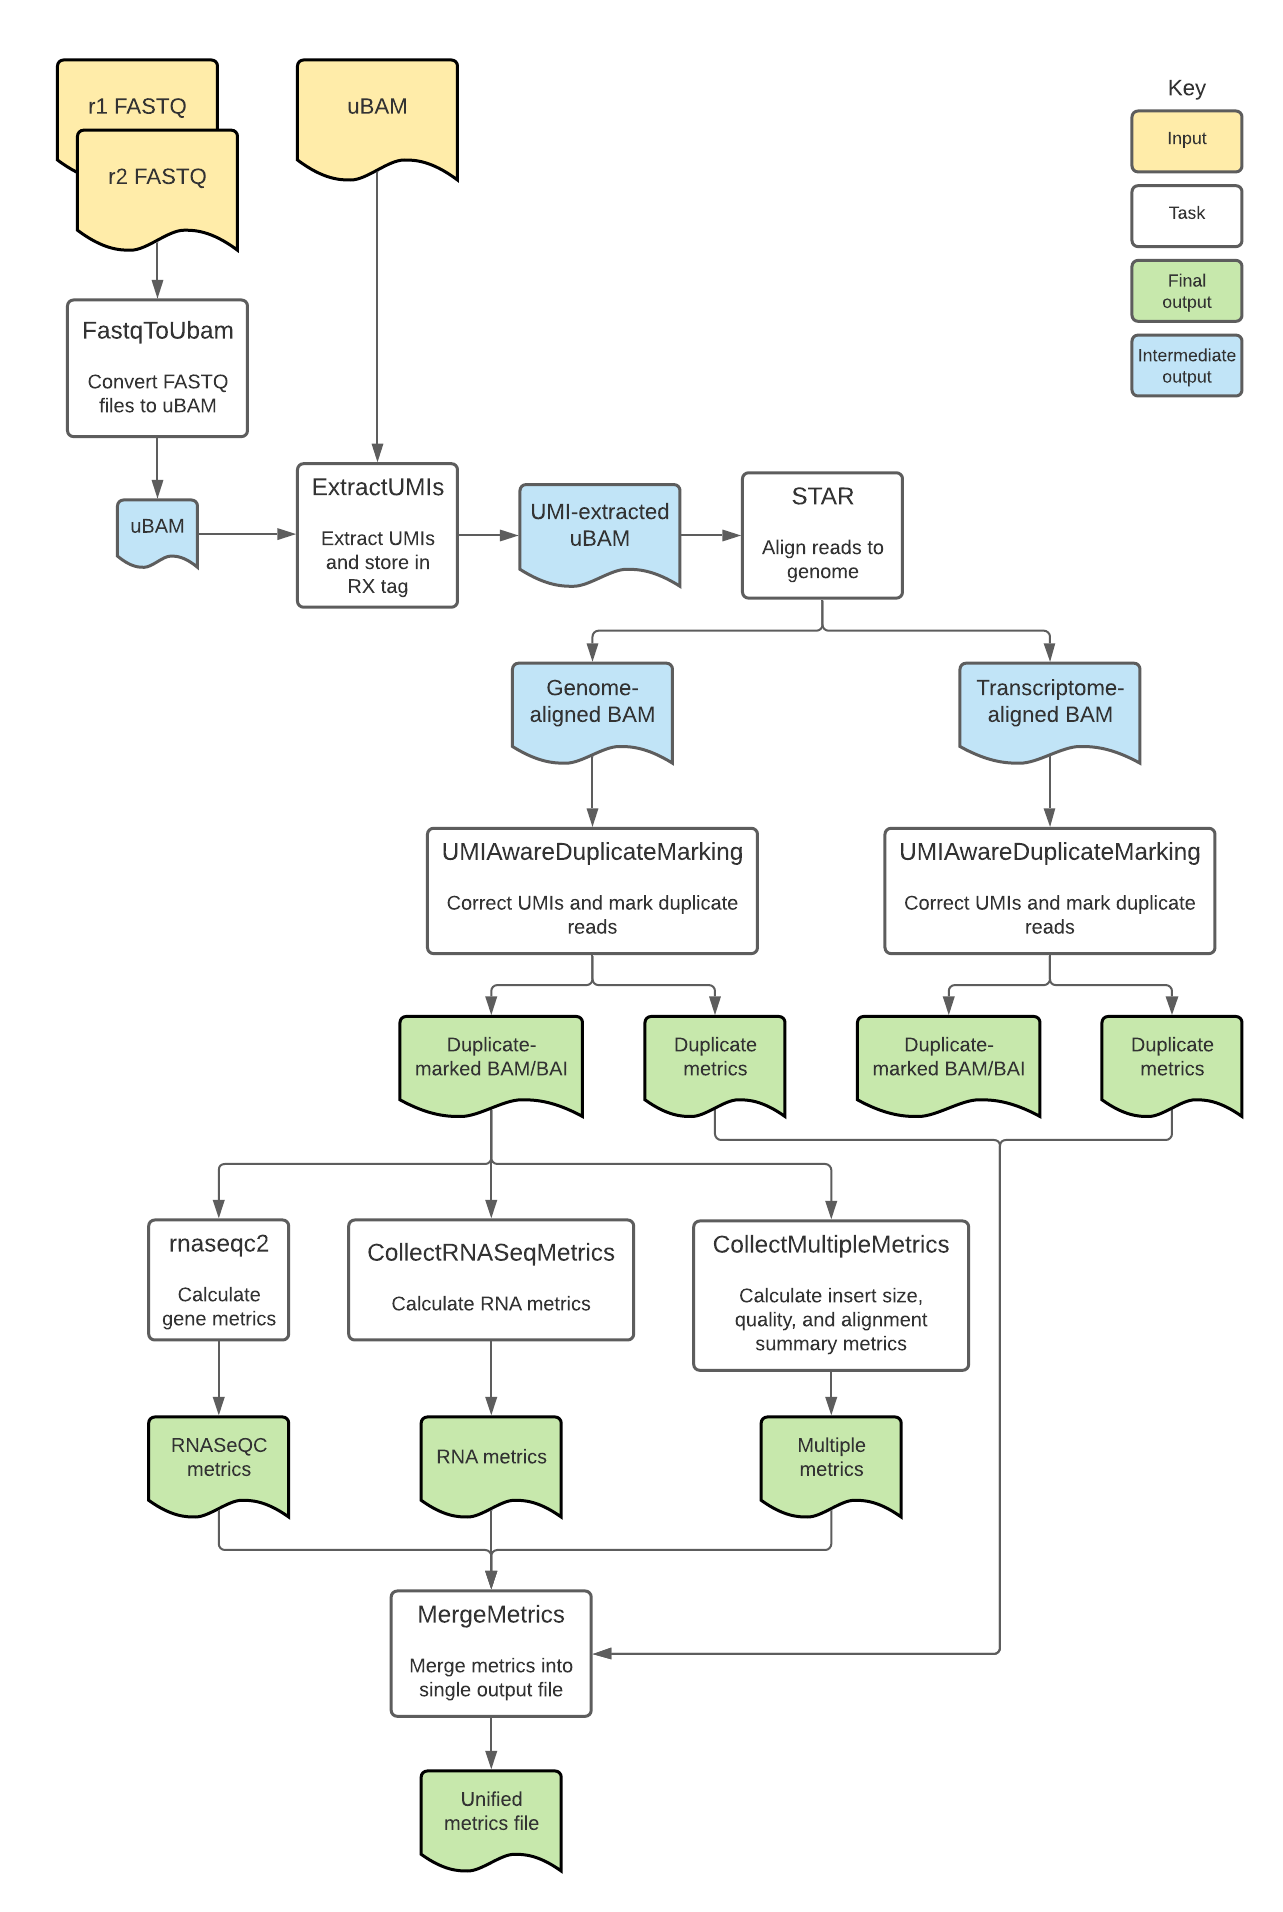 r1 FASTQ
r2 FASTQ
uBAM
Key
Input
Task
Final
output
Intermediate
output
FastqToUbam
Convert FASTQ
files to uBAM
uBAM
ExtractUMIs
Extract UMIs
and store in
RX tag
UMI-extracted
uBAM
STAR
Align reads to
genome
Genome-
aligned BAM
Transcriptome-
aligned BAM
UMIAwareDuplicateMarking
Correct UMIs and mark duplicate
reads
UMIAwareDuplicateMarking
Correct UMIs and mark duplicate
reads
Duplicate-
marked BAM/BAI
Duplicate
metrics
Duplicate-
marked BAM/BAI
Duplicate
metrics
rnaseqc2
Calculate
gene metrics
CollectRNASeqMetrics
Calculate RNA metrics
CollectMultipleMetrics
Calculate insert size,
quality, and alignment
summary metrics
RNASeQC
metrics
RNA metrics
Multiple
metrics
MergeMetrics
Merge metrics into
single output file
Unified
metrics file